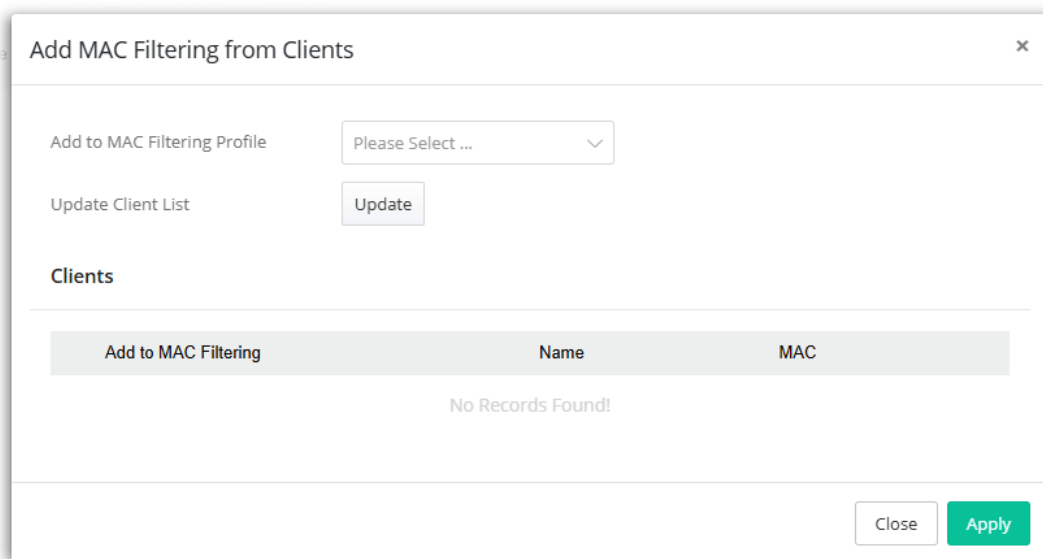 Add MAC Filtering from Clients ×
Add to MAC Filtering Profile Please Select ...
Update Client List Update
Clients
Add to MAC Filtering Name MAC
No Records Found!
Close Apply